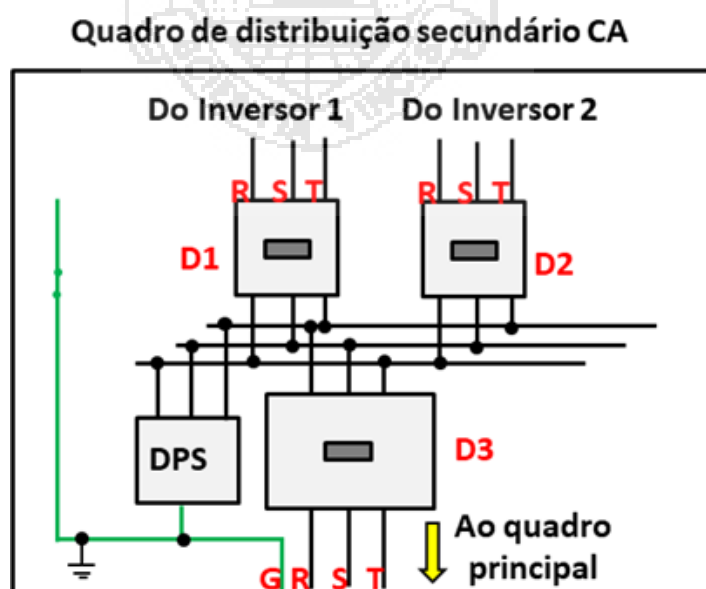 Quadro de distribuição secundário CA
Do Inversor 1 Do Inversor 2
R S T R S T
D1 D2
DPS D3
Ao quadro
principal
G R S T